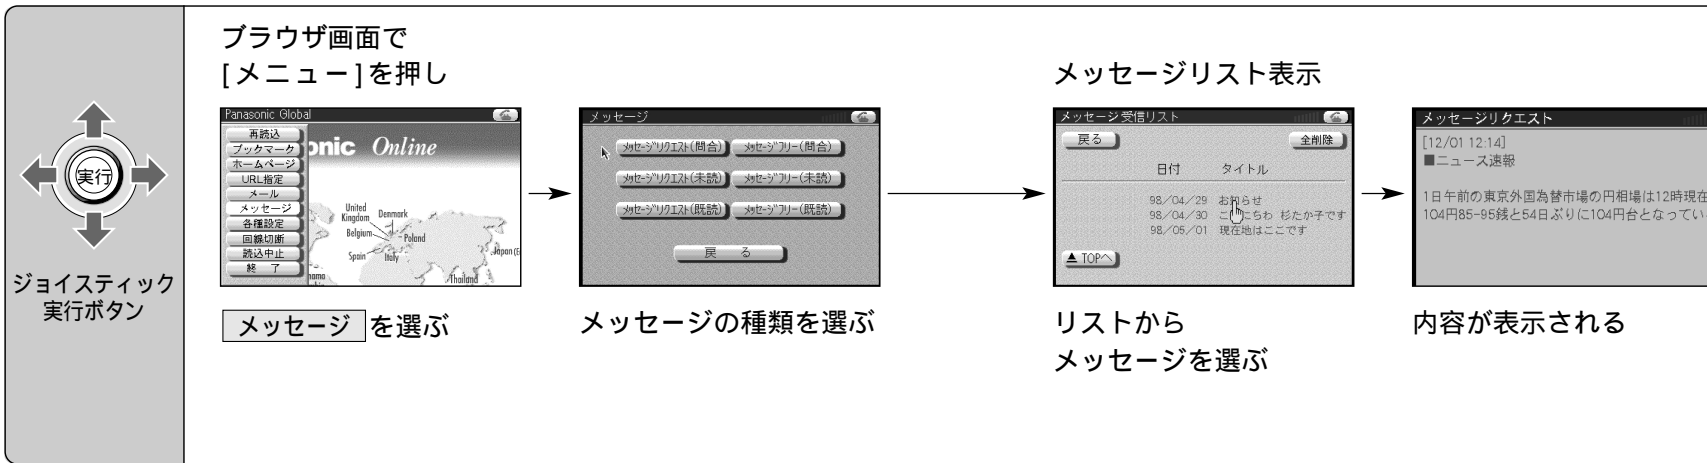 実行
ジョイスティック
実行ボタン
ブラウザ画面で
[メニュー]を押し
Panasonic Global
再読込
ブックマーク
ホームページ
URL指定
メール
メッセージ
各種設定
回線切断
読込中止
終 了
onic Online
United
Kingdom
Denmark
Belgium
Poland
Spain
Italy
Japan (E
nama
Thailand
メッセージ を選ぶ
メッセージ
メッセージリクエスト(問合)
メッセージフリー(問合)
メッセージリクエスト(未読)
メッセージフリー(未読)
メッセージリクエスト(既読)
メッセージフリー(既読)
戻 る
メッセージの種類を選ぶ
メッセージリスト表示
メッセージ受信リスト
戻る
全削除
日付 タイトル
98/04/29 お知らせ
98/04/30 こんにちわ 杉たか子です
98/05/01 現在地はここです
▲ TOPへ
リストから
メッセージを選ぶ
メッセージリクエスト
[12/01 12:14]
■ニュース速報
1日午前の東京外国為替市場の円相場は12時現在
104円85-95銭と54日ぶりに104円台となってい
内容が表示される